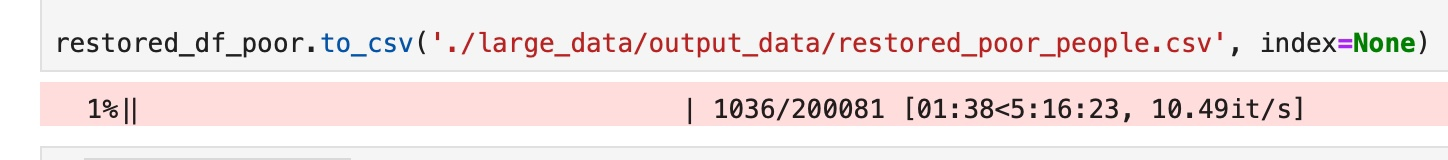 restored_df_poor.to_csv('./large_data/output_data/restored_poor_people.csv', index=None)
1%|| | 1036/200081 [01:38<5:16:23, 10.49it/s]